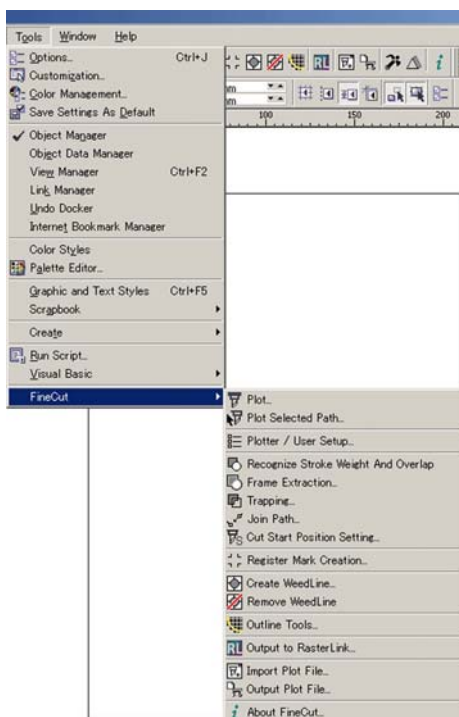 Tools Window Help
Options... Ctrl+J
Customization...
Color Management...
Save Settings As Default
Object Manager
Object Data Manager
View Manager Ctrl+F2
Link Manager
Undo Docker
Internet Bookmark Manager
Color Styles
Palette Editor...
Graphic and Text Styles Ctrl+F5
Scrapbook
Create
Run Script...
Visual Basic
FineCut
mm
mm
100 150 200
Plot...
Plot Selected Path...
Plotter / User Setup...
Recognize Stroke Weight And Overlap
Frame Extraction...
Trapping...
Join Path...
Cut Start Position Setting...
Register Mark Creation...
Create WeedLine...
Remove WeedLine
Outline Tools...
Output to RasterLink...
Import Plot File...
Output Plot File...
About FineCut...